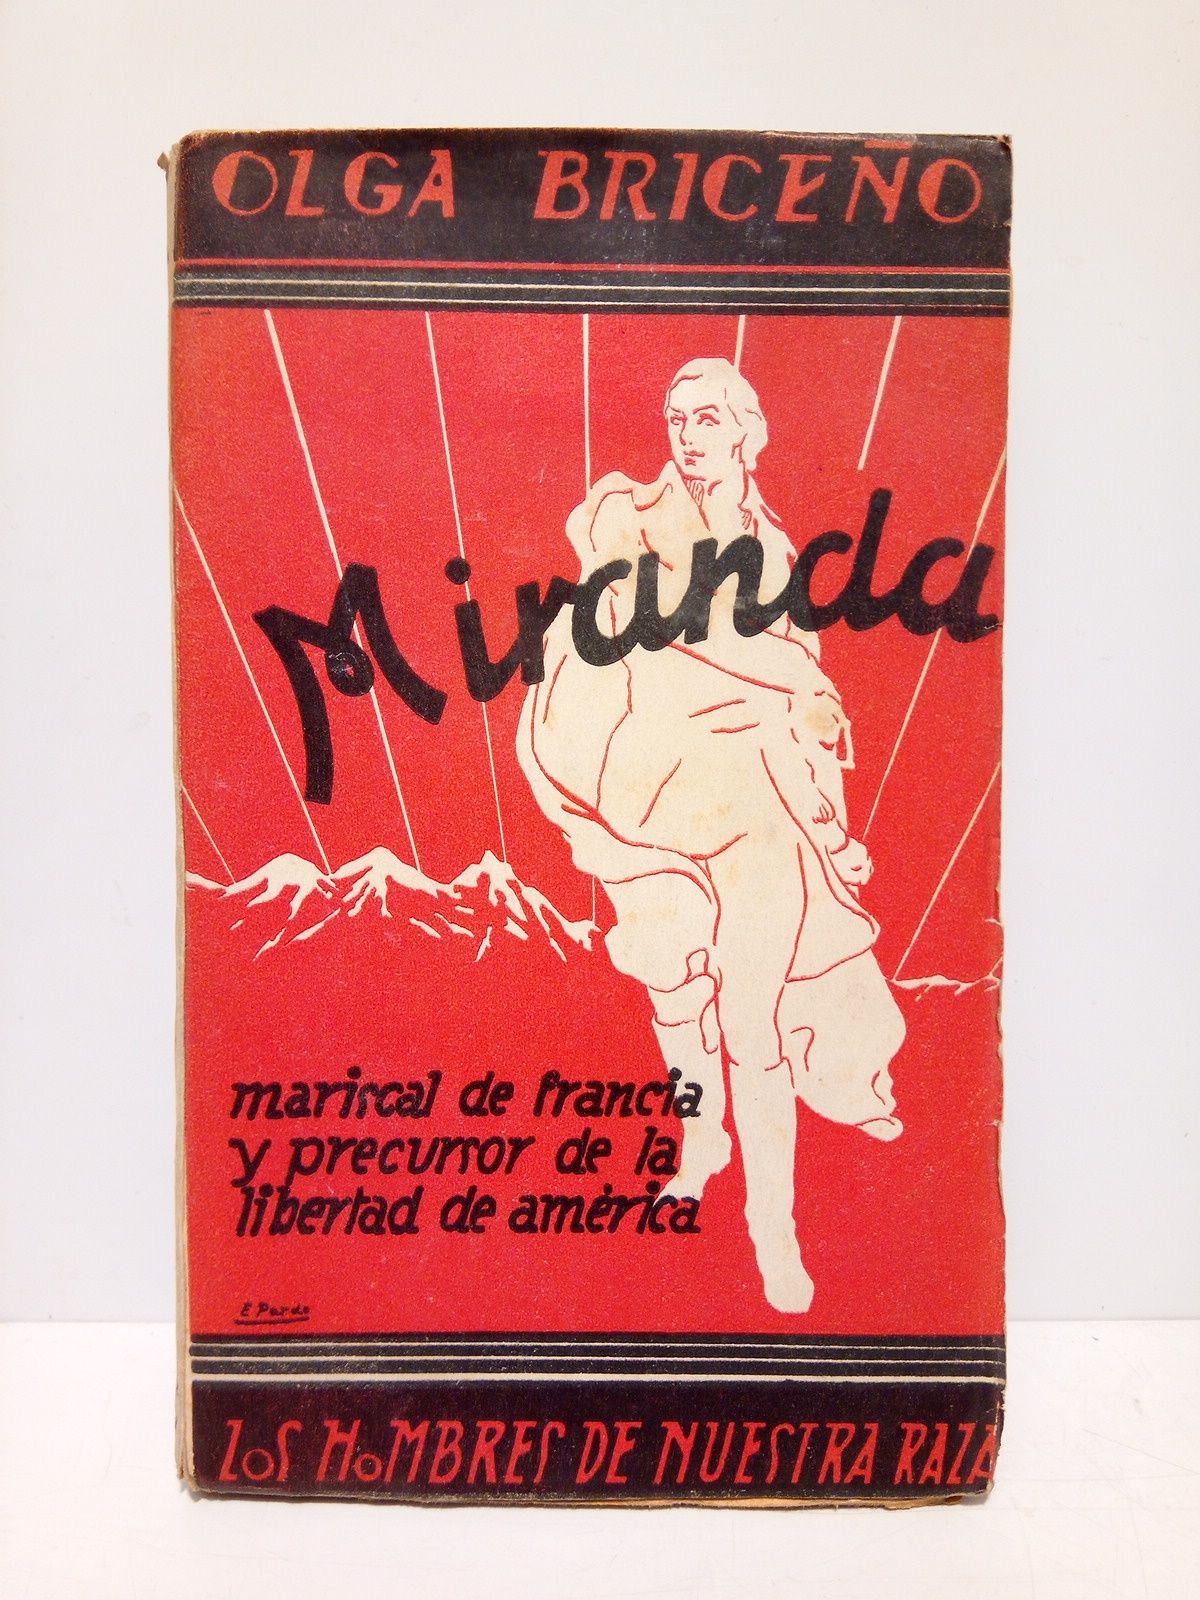 OLGA BRICEÑO
Miranda
mariscal de francia
y precursor de la
libertad de américa
E Pardo
LOS HOMBRES DE NUESTRA RAZA